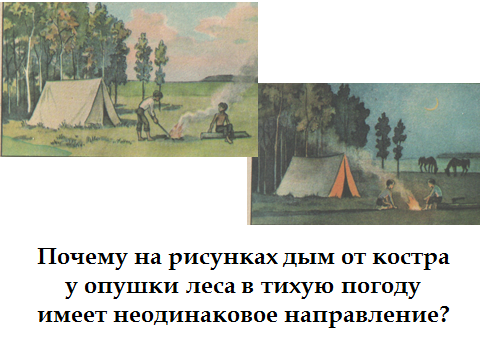 Почему на рисунках дым от костра
у опушки леса в тихую погоду
имеет неодинаковое направление?